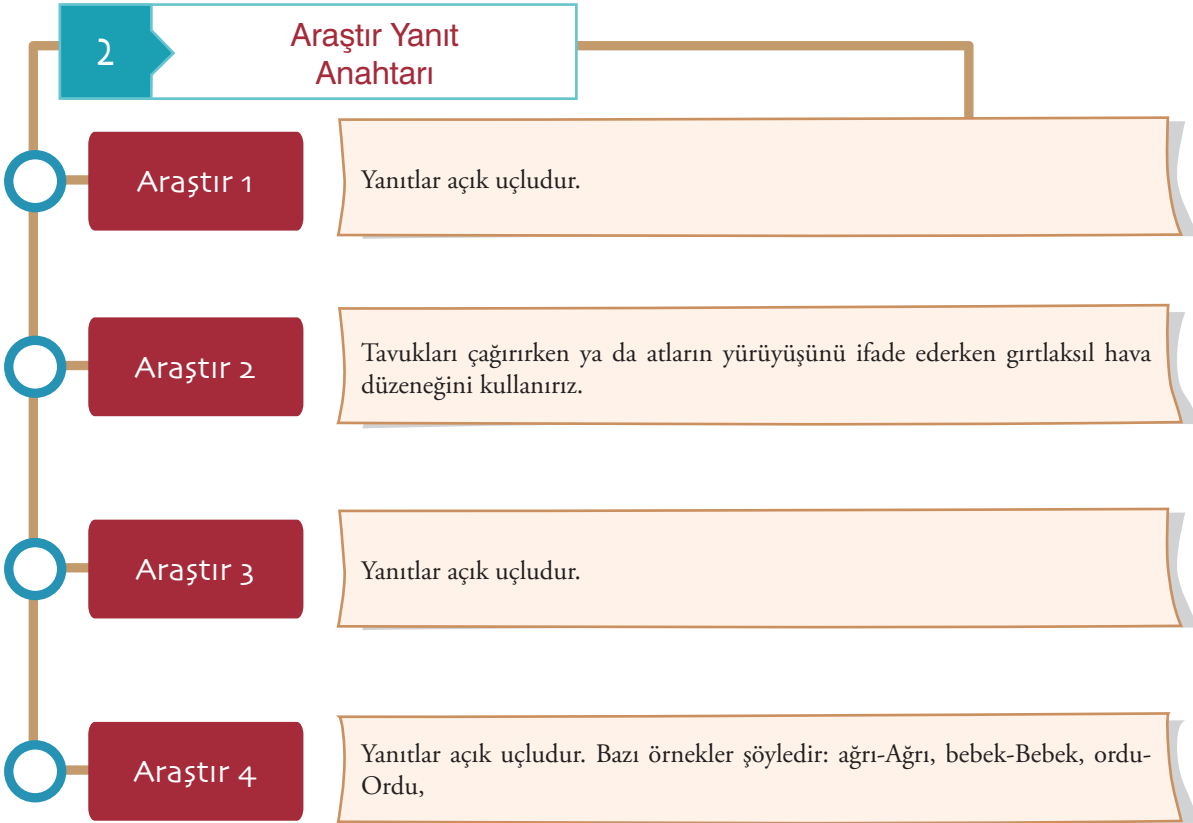 2
Araştır Yanıt
Anahtarı
Araştır 1
Yanıtlar açık uçludur.
Araştır 2
Tavukları çağırırken ya da atların yürüyüşünü ifade ederken gırtlaksıl hava
düzeneğini kullanırız.
Araştır 3
Yanıtlar açık uçludur.
Araştır 4
Yanıtlar açık uçludur. Bazı örnekler şöyledir: ağrı-Ağrı, bebek-Bebek, ordu-
Ordu,